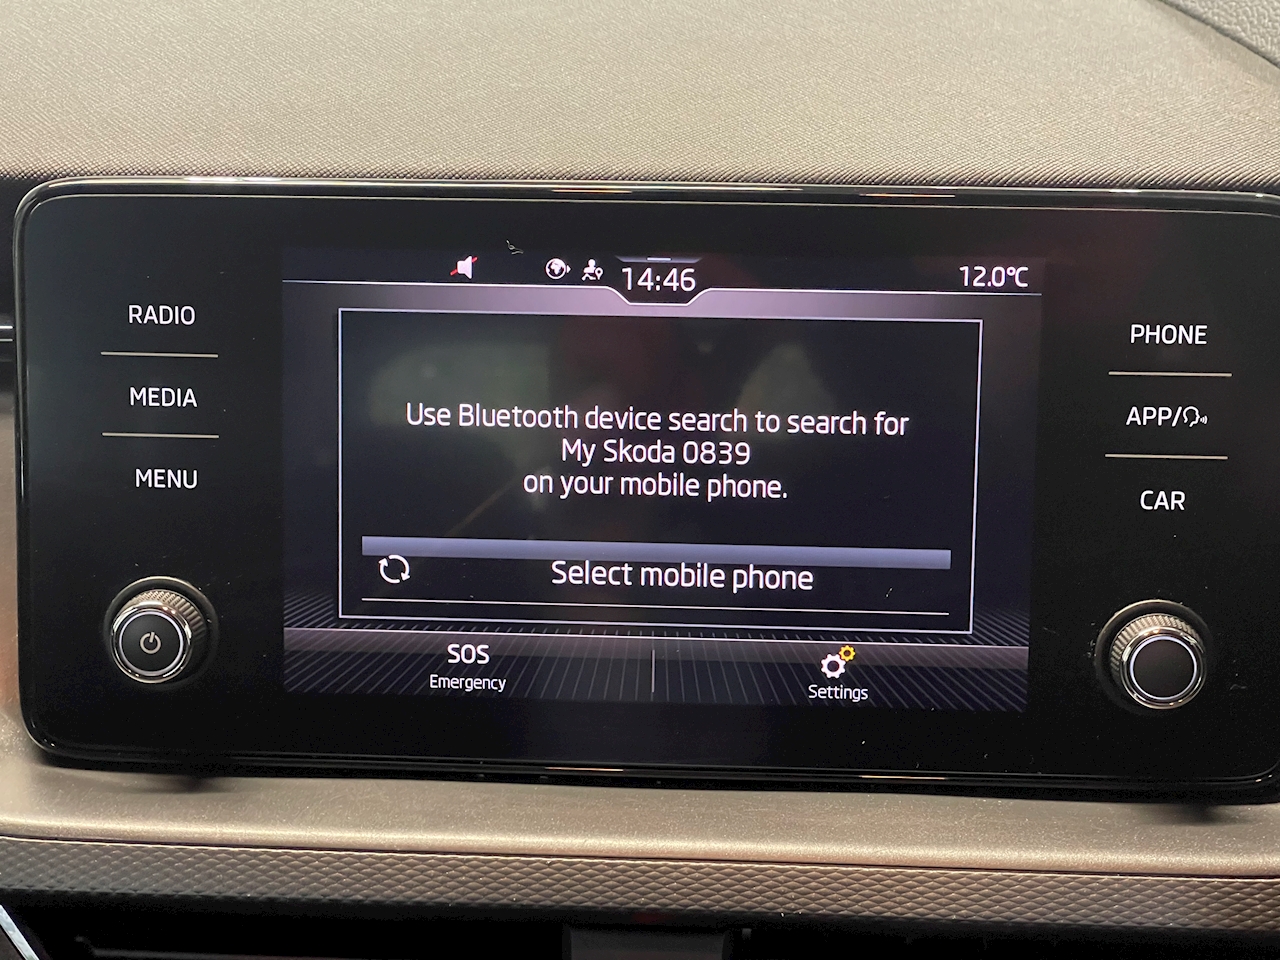 14:46
12.0°C
RADIO
MEDIA
MENU
PHONE
APP/
CAR
Use Bluetooth device search to search for
My Skoda 0839
on your mobile phone.
Select mobile phone
SOS
Emergency
Settings